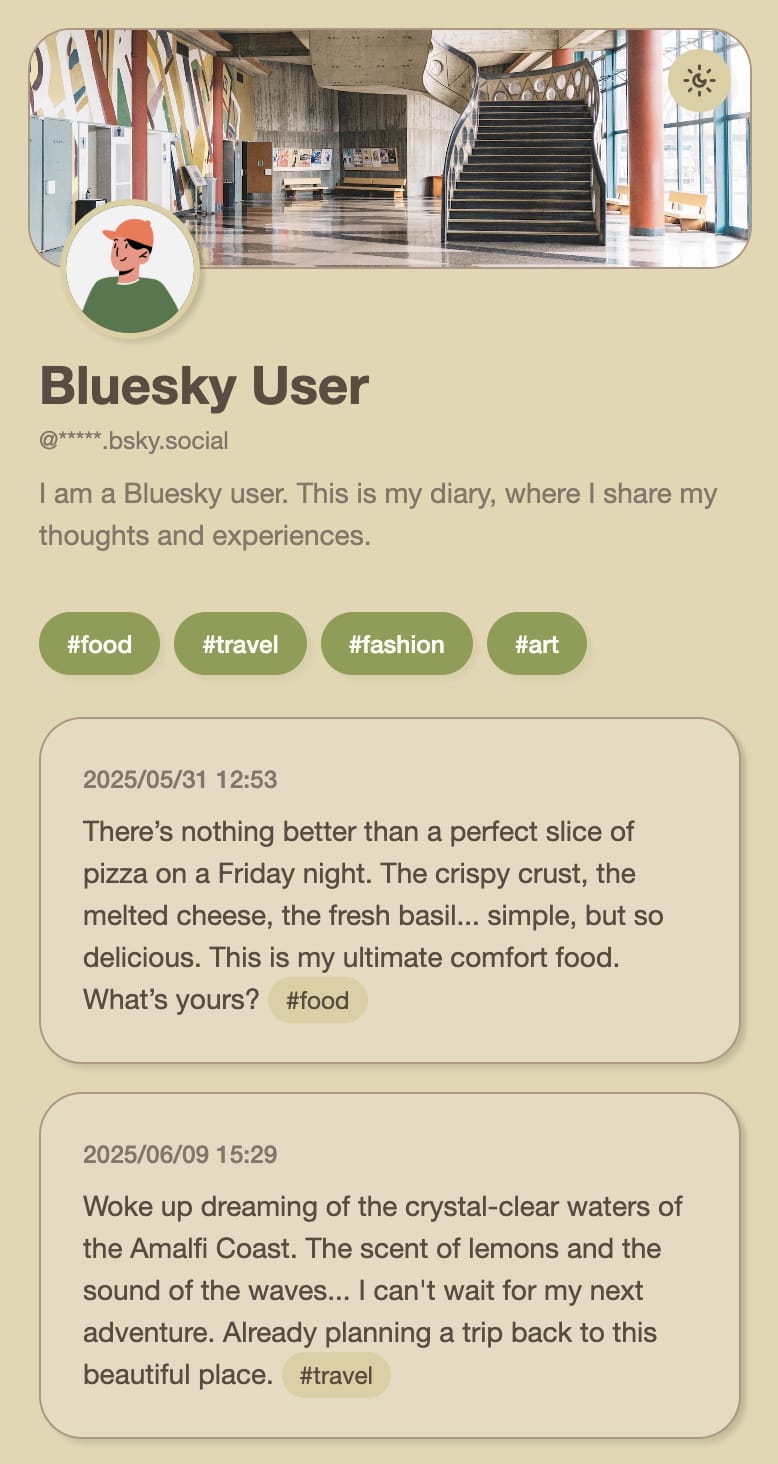 Bluesky User
@*****.bsky.social
I am a Bluesky user. This is my diary, where I share my
thoughts and experiences.
#food #travel #fashion #art
2025/05/31 12:53
There’s nothing better than a perfect slice of
pizza on a Friday night. The crispy crust, the
melted cheese, the fresh basil... simple, but so
delicious. This is my ultimate comfort food.
What’s yours? #food
2025/06/09 15:29
Woke up dreaming of the crystal-clear waters of
the Amalfi Coast. The scent of lemons and the
sound of the waves... I can't wait for my next
adventure. Already planning a trip back to this
beautiful place. #travel